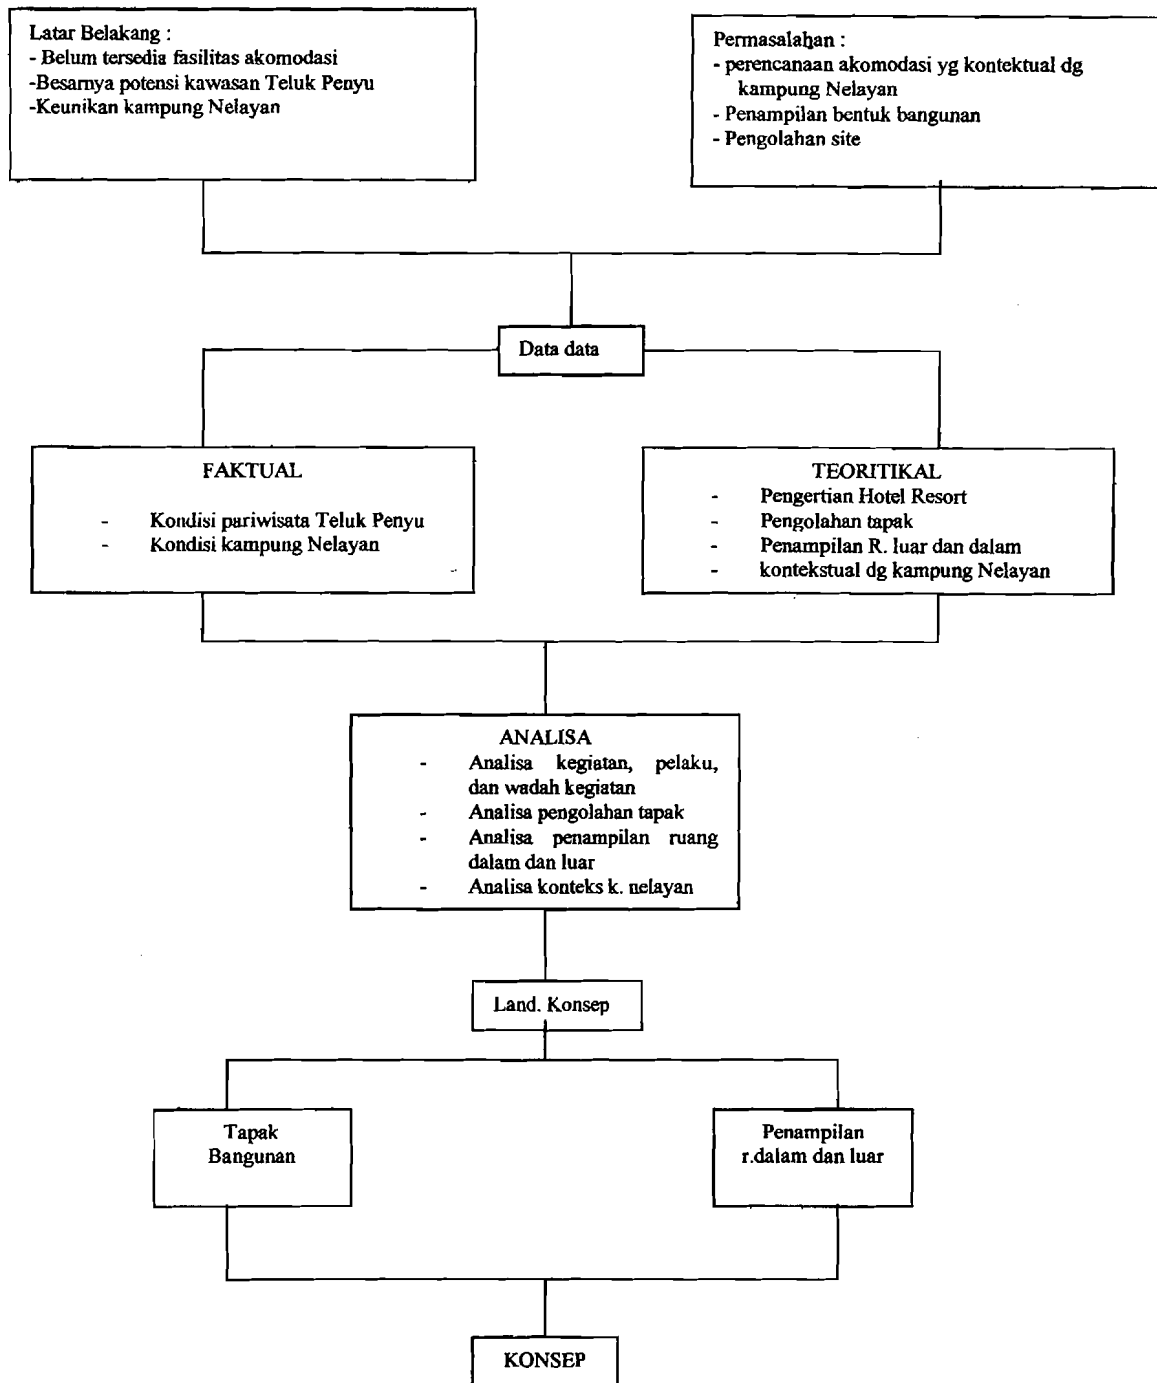 Latar Belakang :
- Belum tersedia fasilitas akomodasi
-Besarnya potensi kawasan Teluk Penyu
-Keunikan kampung Nelayan
Permasalahan :
- perencanaan akomodasi yg kontektual dg
kampung Nelayan
- Penampilan bentuk bangunan
- Pengolahan site
Data data
FAKTUAL
- Kondisi pariwisata Teluk Penyu
- Kondisi kampung Nelayan
TEORITIKAL
- Pengertian Hotel Resort
- Pengolahan tapak
- Penampilan R. luar dan dalam
- kontekstual dg kampung Nelayan
ANALISA
- Analisa kegiatan, pelaku,
dan wadah kegiatan
- Analisa pengolahan tapak
- Analisa penampilan ruang
dalam dan luar
- Analisa konteks k. nelayan
Land. Konsep
Tapak
Bangunan
Penampilan
r.dalam dan luar
KONSEP